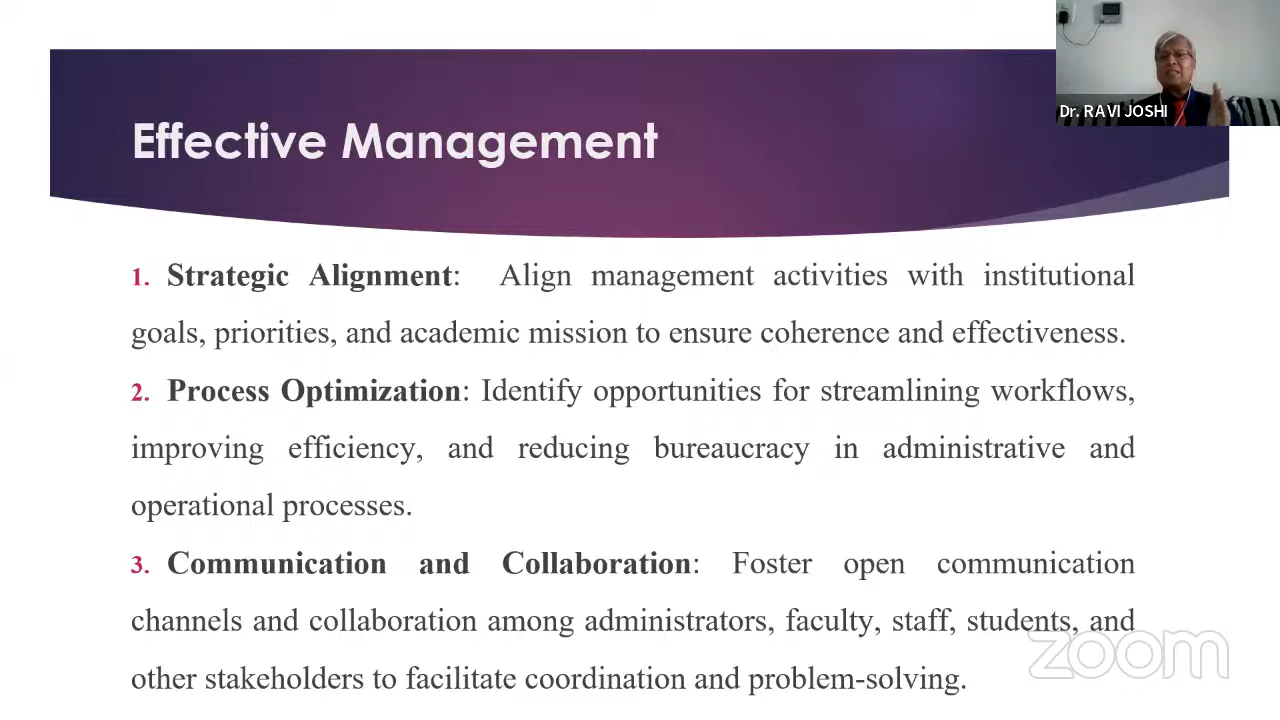 Dr. RAVI JOSHI
Effective Management
1. Strategic Alignment: Align management activities with institutional
goals, priorities, and academic mission to ensure coherence and effectiveness.
2. Process Optimization: Identify opportunities for streamlining workflows,
improving efficiency, and reducing bureaucracy in administrative and
operational processes.
3. Communication and Collaboration: Foster open communication
channels and collaboration among administrators, faculty, staff, students, and
other stakeholders to facilitate coordination and problem-solving.
zoom